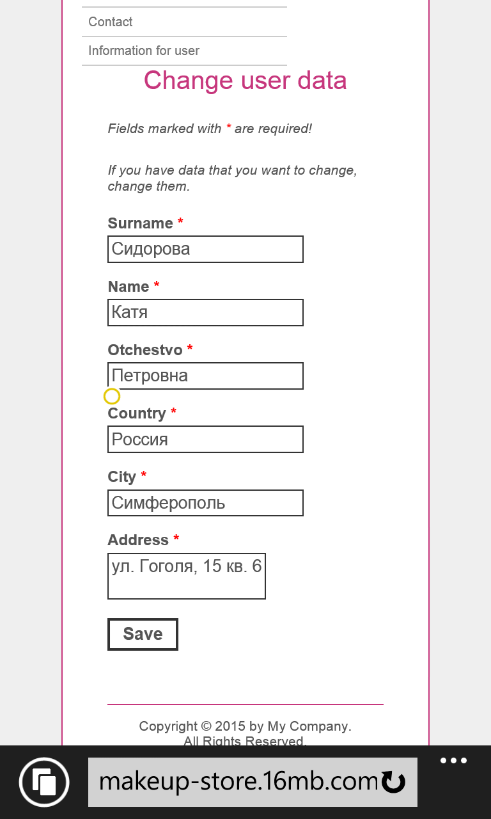 Contact
Information for user
Change user data
Fields marked with * are required!
If you have data that you want to change,
change them.
Surname *
Сидорова
Name *
Катя
Otchestvo *
Петровна
Country *
Россия
City *
Симферополь
Address *
ул. Гоголя, 15 кв. 6
Save
Copyright © 2015 by My Company.
All Rights Reserved.
makeup-store.16mb.com